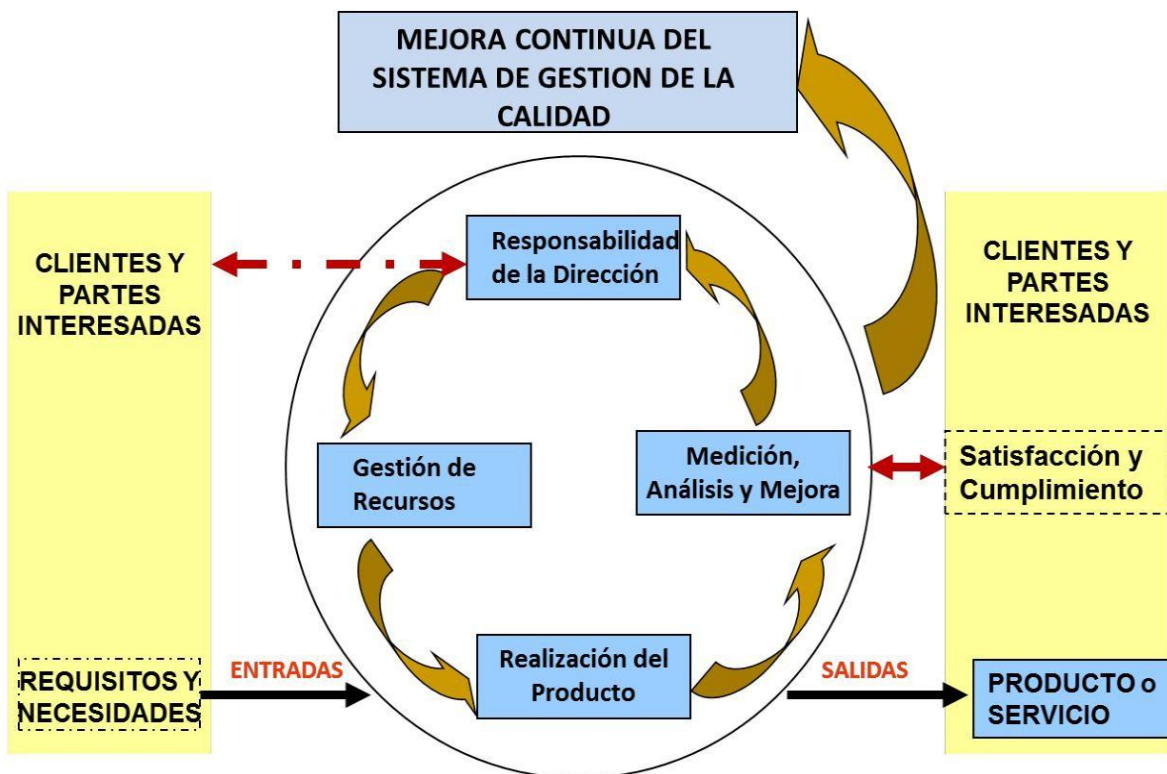 MEJORA CONTINUA DEL
SISTEMA DE GESTION DE LA
CALIDAD
CLIENTES Y
PARTES
INTERESADAS
Responsabilidad
de la Dirección
CLIENTES Y
PARTES
INTERESADAS
Gestión de
Recursos
Medición,
Análisis y Mejora
Satisfacción y
Cumplimiento
REQUISITOS Y
NECESIDADES
ENTRADAS
Realización del
Producto
SALIDAS
PRODUCTO o
SERVICIO